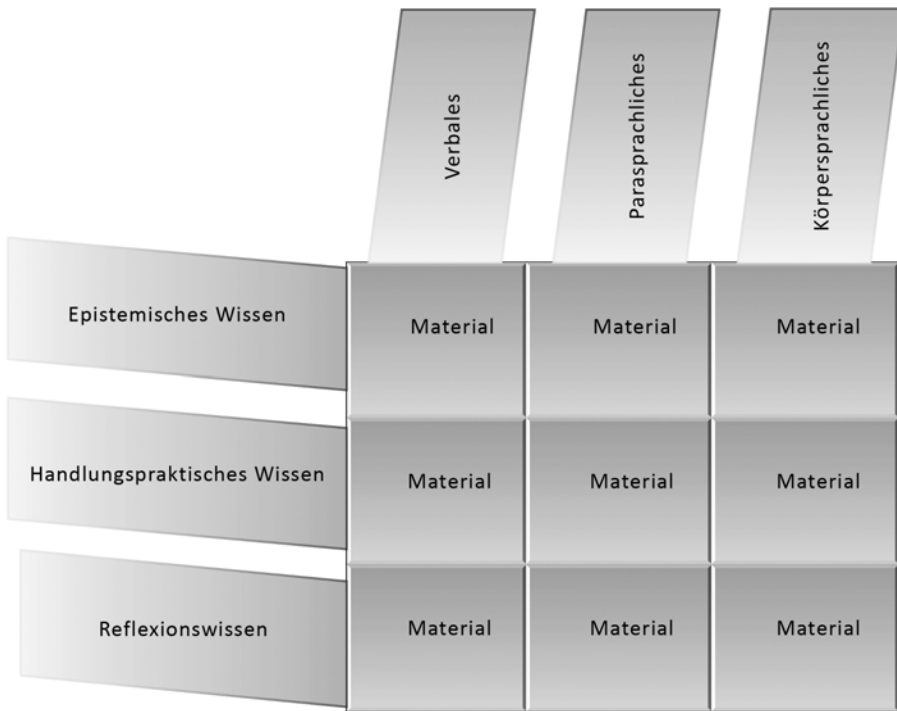 Verbales
Parasprachliches
Körpersprachliches
Epistemisches Wissen
Material
Material
Material
Handlungspraktisches Wissen
Material
Material
Material
Reflexionswissen
Material
Material
Material